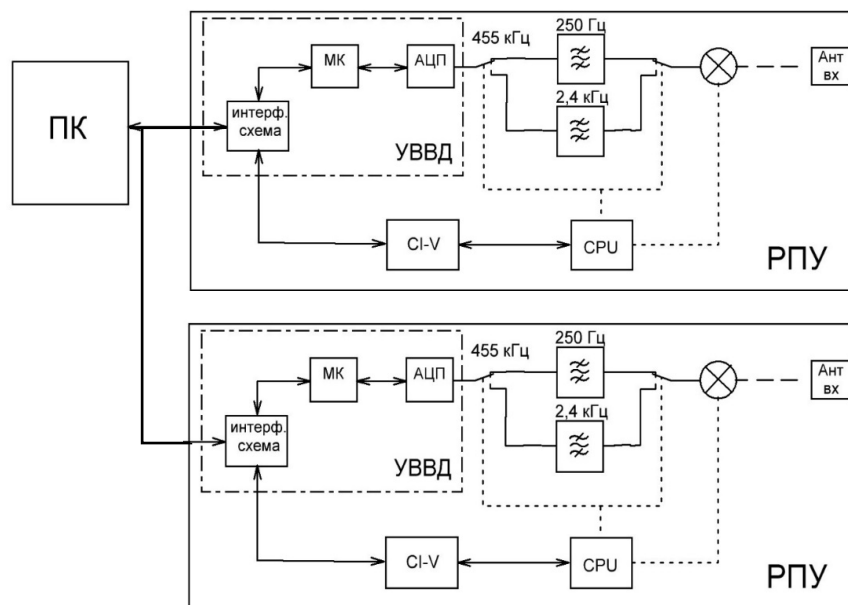 ПК
интерф.
схема
МК
АЦП
УВВД
455 кГц
250 Гц
2,4 кГц
Ант
вх
CI-V
CPU
РПУ
интерф.
схема
МК
АЦП
УВВД
455 кГц
250 Гц
2,4 кГц
Ант
вх
CI-V
CPU
РПУ